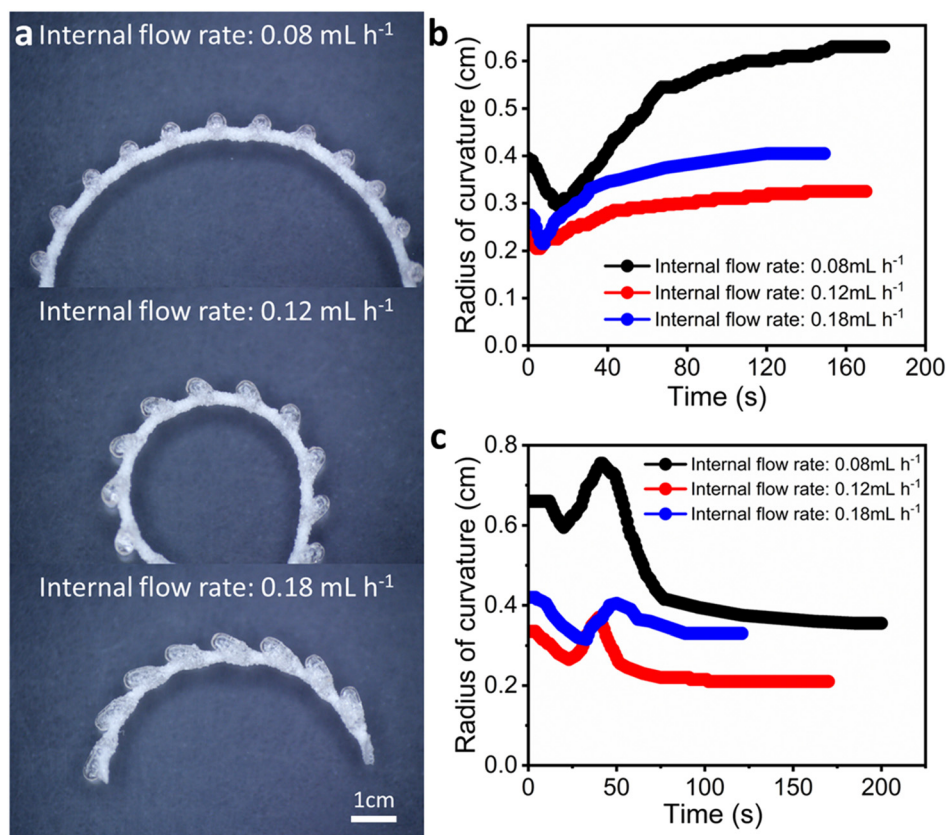 a Internal flow rate: 0.08 mL h⁻¹
Internal flow rate: 0.12 mL h⁻¹
Internal flow rate: 0.18 mL h⁻¹
1cm
b
Radius of curvature (cm)
0.6
0.5
0.4
0.3
0.2
0.1
0.0
Internal flow rate: 0.08mL h⁻¹
Internal flow rate: 0.12mL h⁻¹
Internal flow rate: 0.18mL h⁻¹
0 40 80 120 160 200
Time (s)
c
Radius of curvature (cm)
0.8
0.6
0.4
0.2
0.0
Internal flow rate: 0.08mL h⁻¹
Internal flow rate: 0.12mL h⁻¹
Internal flow rate: 0.18mL h⁻¹
0 50 100 150 200
Time (s)